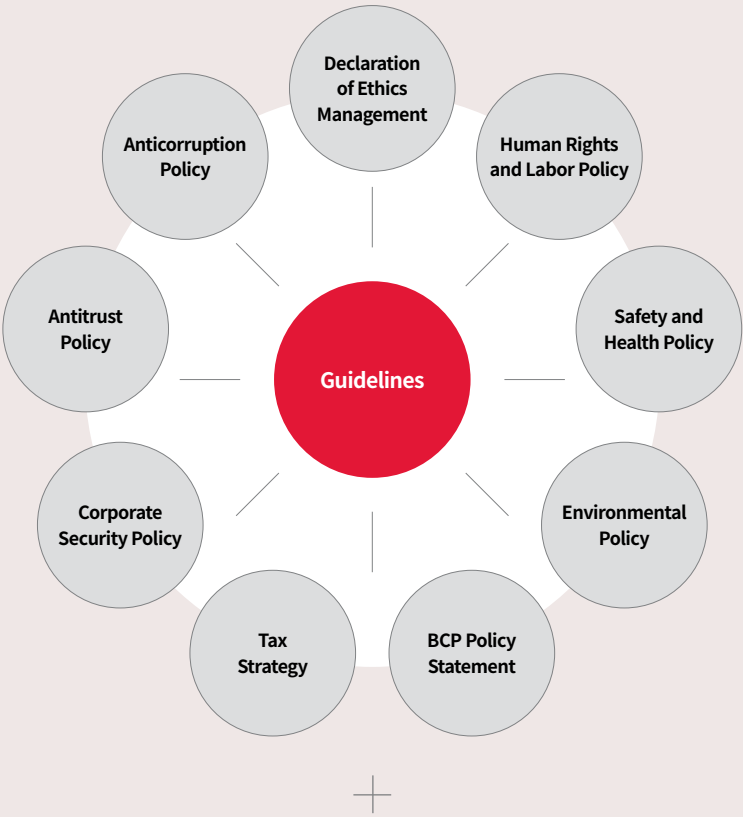 Declaration
of Ethics
Management
Human Rights
and Labor Policy
Safety and
Health Policy
Environmental
Policy
BCP Policy
Statement
Tax
Strategy
Corporate
Security Policy
Antitrust
Policy
Anticorruption
Policy
Guidelines